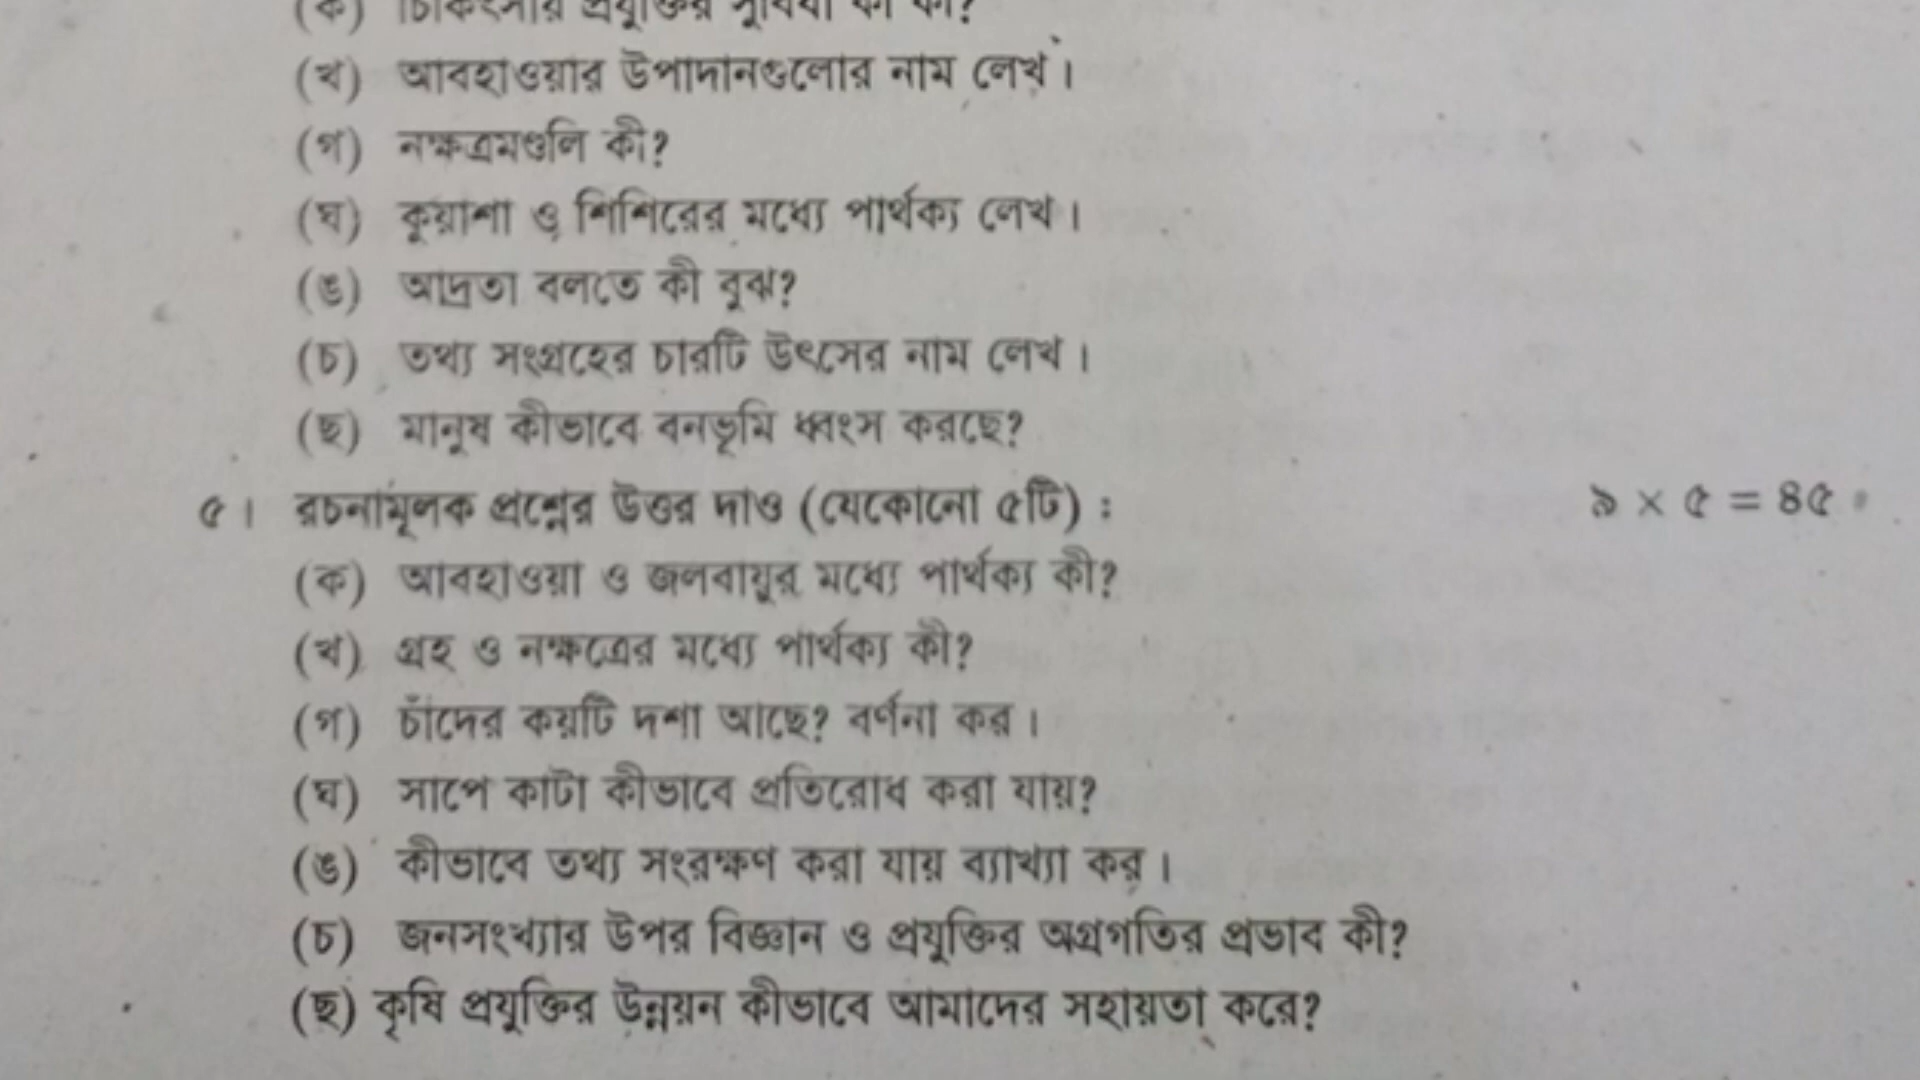 (ক) চিকিৎসার প্রযুক্তির সুবিধা কী কী?
(খ) আবহাওয়ার উপাদানগুলোর নাম লেখ।
(গ) নক্ষত্রমণ্ডলি কী?
(ঘ) কুয়াশা ও শিশিরের মধ্যে পার্থক্য লেখ।
(ঙ) আদ্রতা বলতে কী বুঝ?
(চ) তথ্য সংগ্রহের চারটি উৎসের নাম লেখ।
(ছ) মানুষ কীভাবে বনভূমি ধ্বংস করছে?
৫। রচনামূলক প্রশ্নের উত্তর দাও (যেকোনো ৫টি) : ৯ × ৫ = ৪৫
(ক) আবহাওয়া ও জলবায়ুর মধ্যে পার্থক্য কী?
(খ) গ্রহ ও নক্ষত্রের মধ্যে পার্থক্য কী?
(গ) চাঁদের কয়টি দশা আছে? বর্ণনা কর।
(ঘ) সাপে কাটা কীভাবে প্রতিরোধ করা যায়?
(ঙ) কীভাবে তথ্য সংরক্ষণ করা যায় ব্যাখ্যা কর।
(চ) জনসংখ্যার উপর বিজ্ঞান ও প্রযুক্তির অগ্রগতির প্রভাব কী?
(ছ) কৃষি প্রযুক্তির উন্নয়ন কীভাবে আমাদের সহায়তা করে?